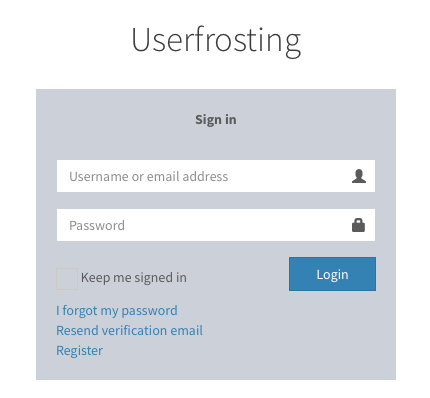 Userfrosting
Sign in
Username or email address
Password
Keep me signed in
Login
I forgot my password
Resend verification email
Register